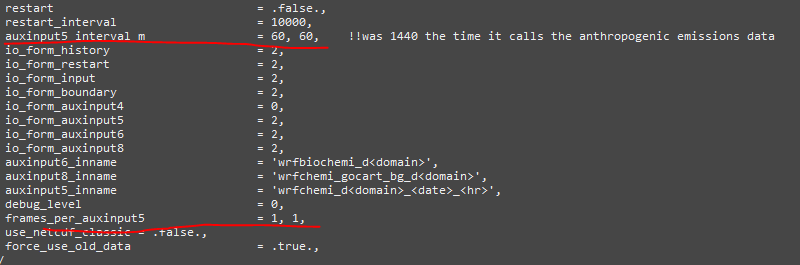 restart = .false.,
restart_interval = 10000,
auxinput5_interval_m = 60, 60, !!was 1440 the time it calls the anthropogenic emissions data
io_form_history = 2,
io_form_restart = 2,
io_form_input = 2,
io_form_boundary = 2,
io_form_auxinput4 = 0,
io_form_auxinput5 = 2,
io_form_auxinput6 = 2,
io_form_auxinput8 = 2,
auxinput6_inname = 'wrfbiochemi_d<domain>',
auxinput8_inname = 'wrfchemi_gocart_bg_d<domain>',
auxinput5_inname = 'wrfchemi_d<domain>_<date>_<hr>',
debug_level = 0,
frames_per_auxinput5 = 1, 1,
use_netcdf_classic = .false.,
force_use_old_data = .true.,
/